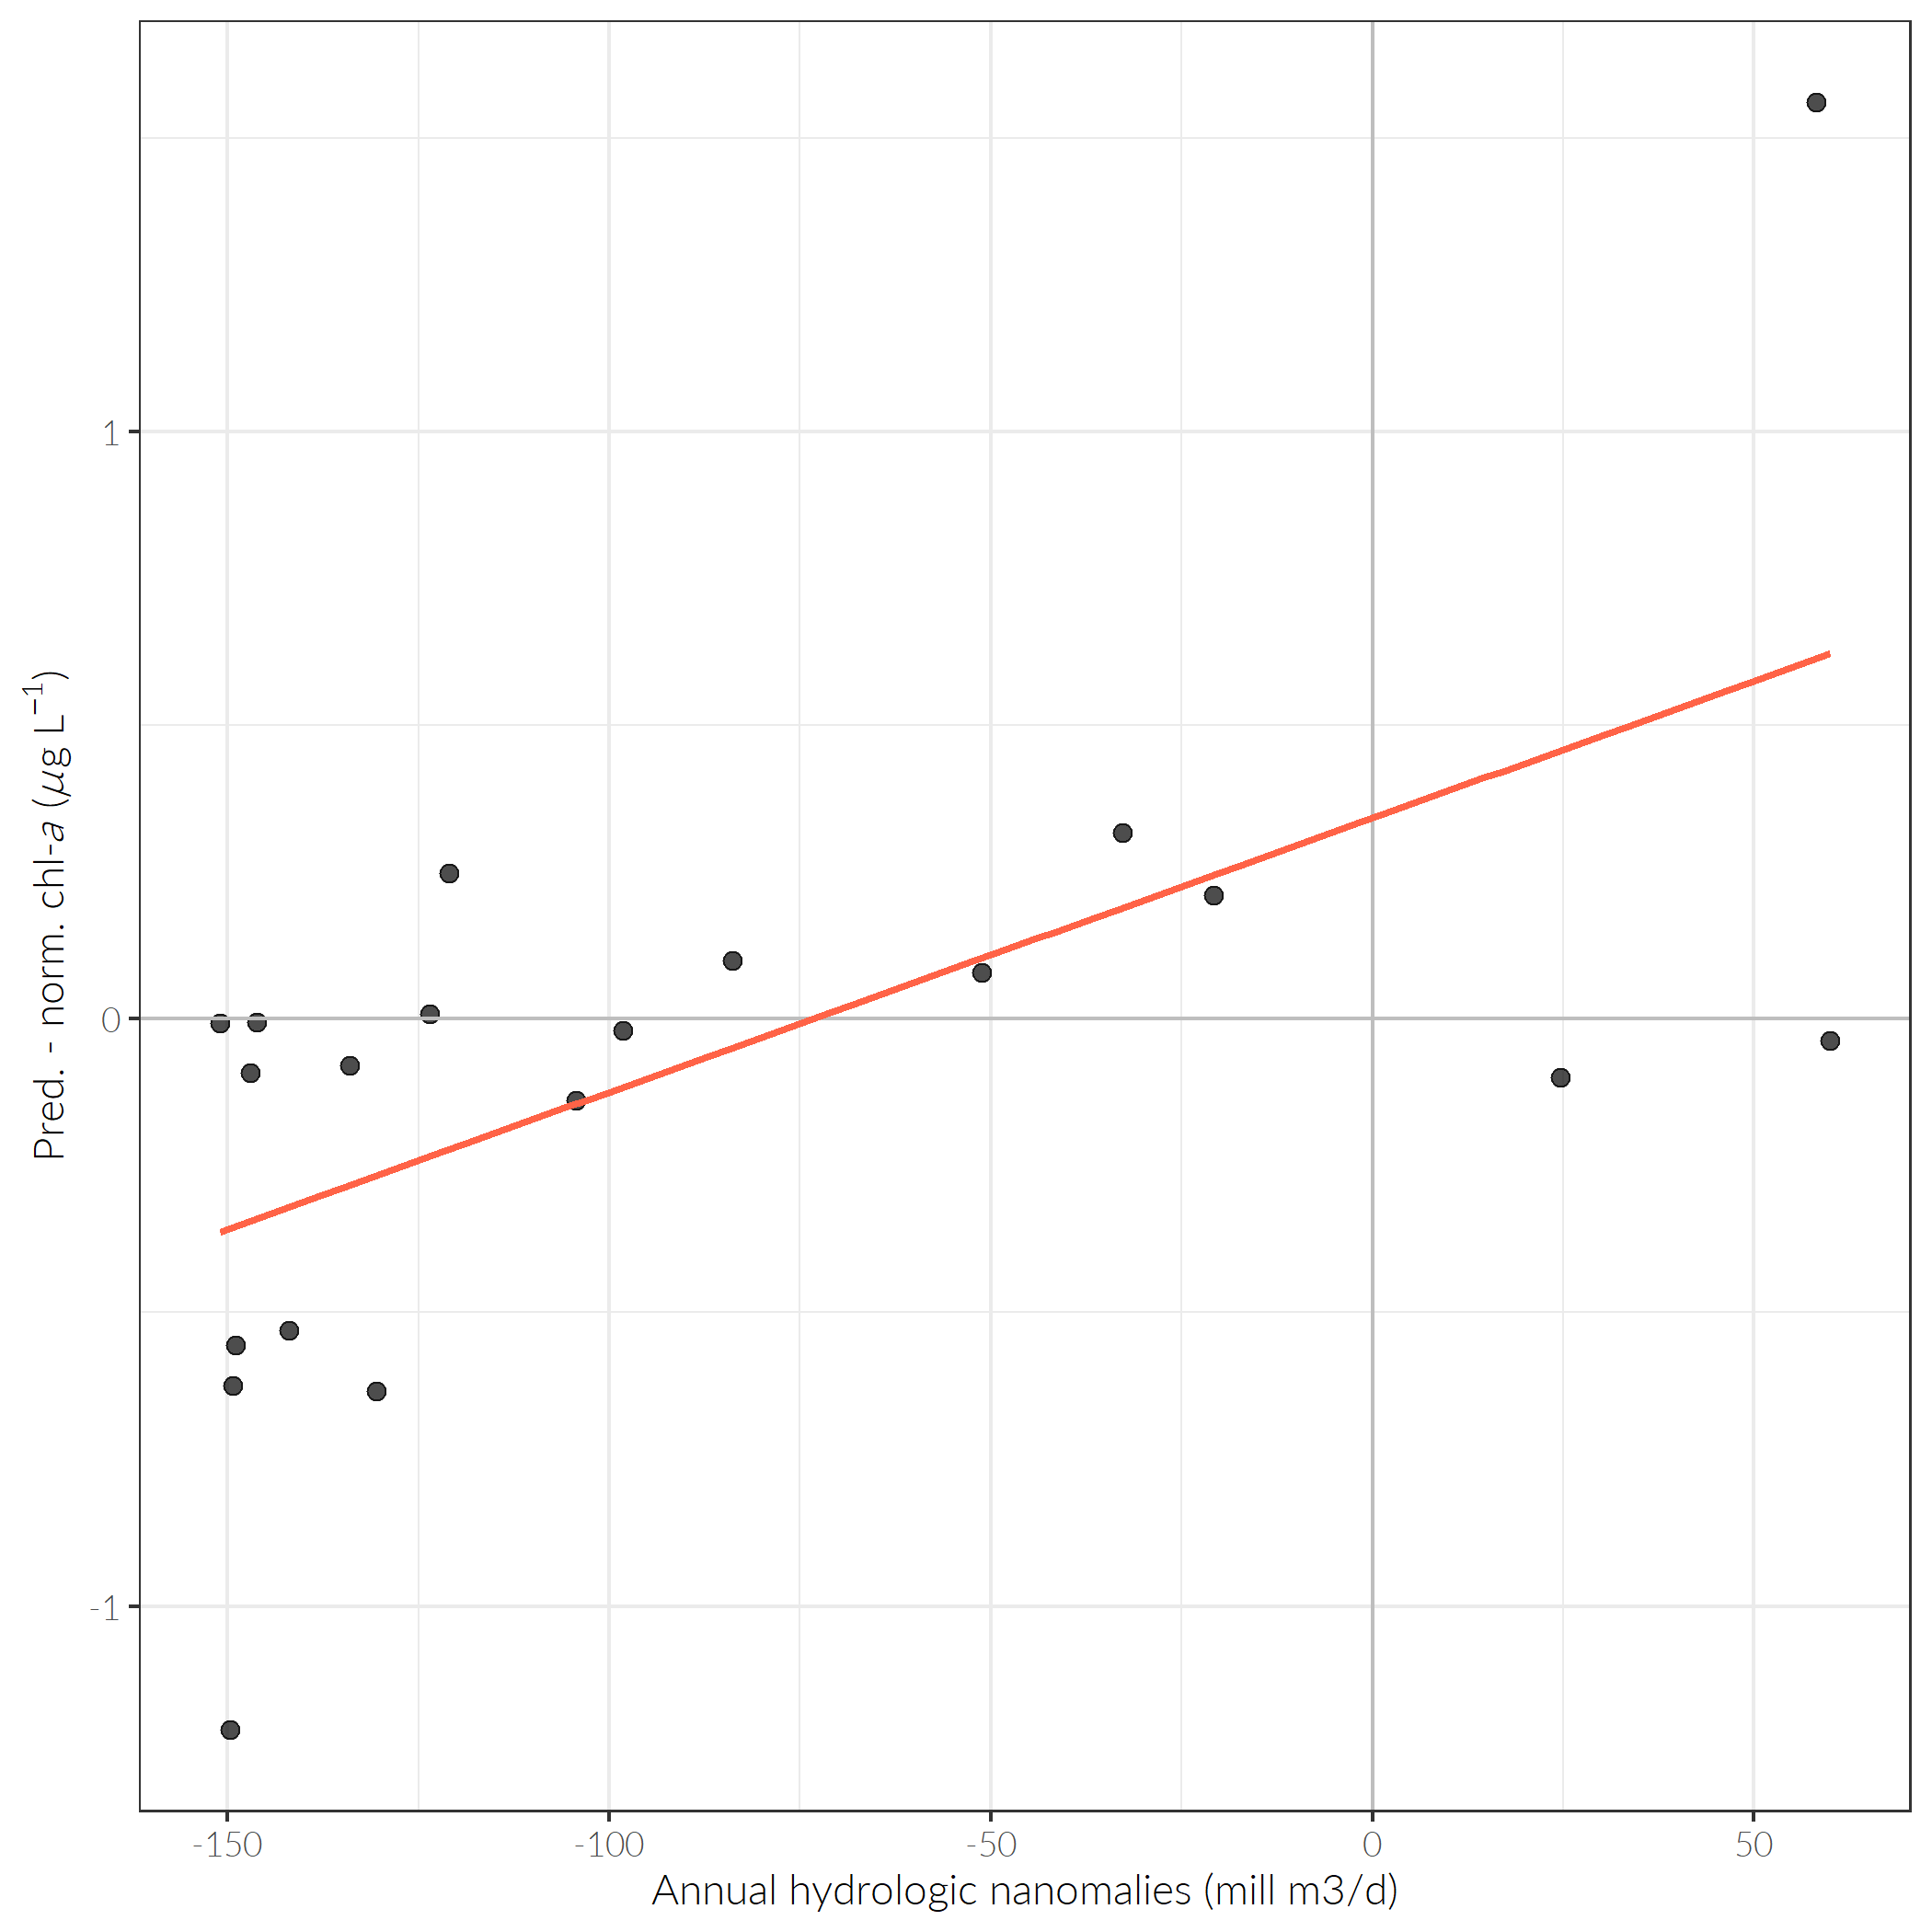 Pred. - norm. chl-a (μg L⁻¹)
1
0
-1
-150 -100 -50 0 50
Annual hydrologic nanomalies (mill m3/d)